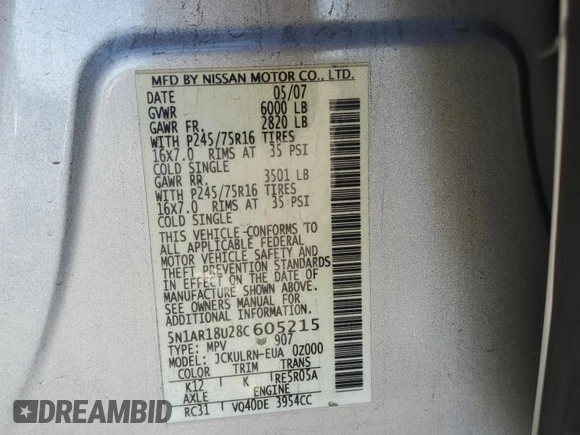 MFD BY NISSAN MOTOR CO., LTD.
DATE 05/07
GVWR 6000 LB
GAWR FR. 2820 LB
WITH P245/75R16 TIRES
16X7.0 RIMS AT 35 PSI
COLD SINGLE
GAWR RR. 3501 LB
WITH P245/75R16 TIRES
16X7.0 RIMS AT 35 PSI
COLD SINGLE
THIS VEHICLE CONFORMS TO
ALL APPLICABLE FEDERAL
MOTOR VEHICLE SAFETY AND
THEFT PREVENTION STANDARDS
IN EFFECT ON THE DATE OF
MANUFACTURE SHOWN ABOVE.
SEE OWNERS MANUAL FOR
ADDITIONAL INFORMATION.
5N1AR18U28C605215
TYPE: MPV 907
MODEL: JCKULRN-EUA 0Z000
COLOR TRIM TRANS
K12 K RE5R05A
AXLE ENGINE
RC31 VQ40DE 3954CC
EPICBIDHISTORY